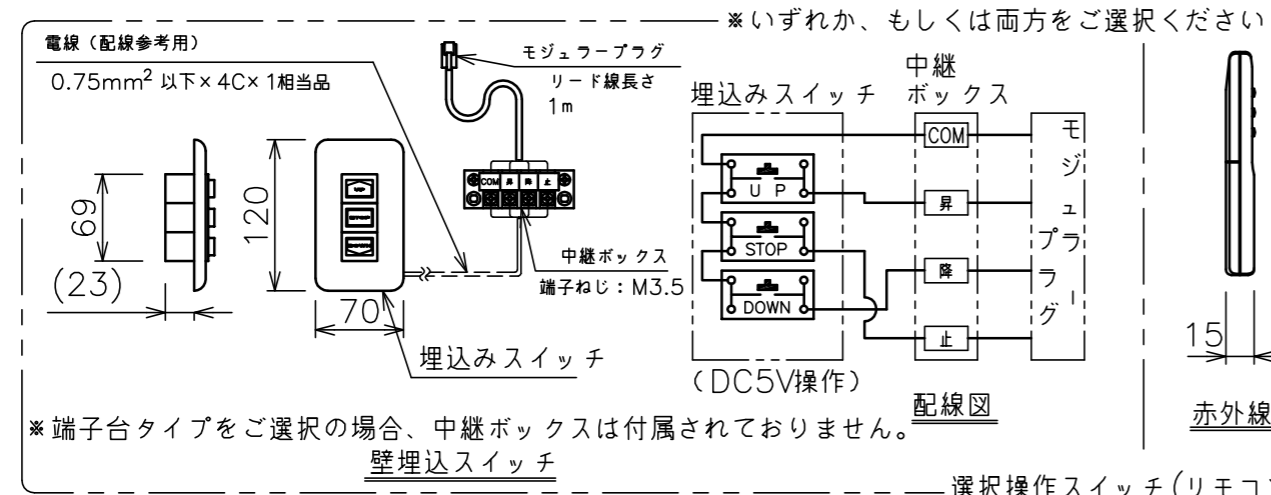 ※いずれか、もしくは両方をご選択ください
電線（配線参考用）
0.75mm² 以下×4C×1相当品
モジュラープラグ
リード線長さ
1m
69
(23)
120
70
COM 昇 降 止
中継ボックス
端子ねじ：M3.5
埋込みスイッチ
埋込みスイッチ
中継
ボックス
モジュラープラグ
COM
UP
昇
STOP
降
DOWN
止
(DC5V操作)
配線図
※端子台タイプをご選択の場合、中継ボックスは付属されておりません。
壁埋込スイッチ
15
赤外線
選択操作スイッチ(リモコン